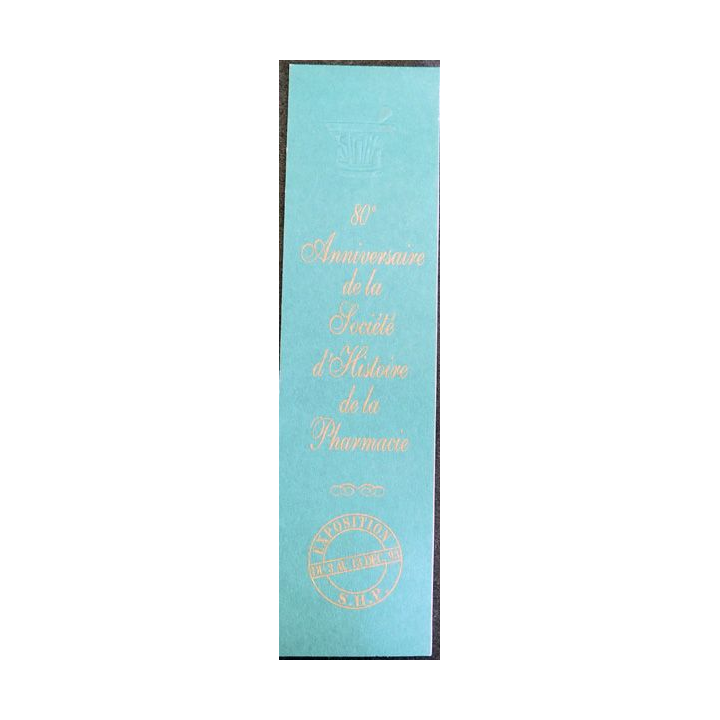 80e
Anniversaire
de la
Société
d'Histoire
de la
Pharmacie
EXPOSITION
S.H.P.